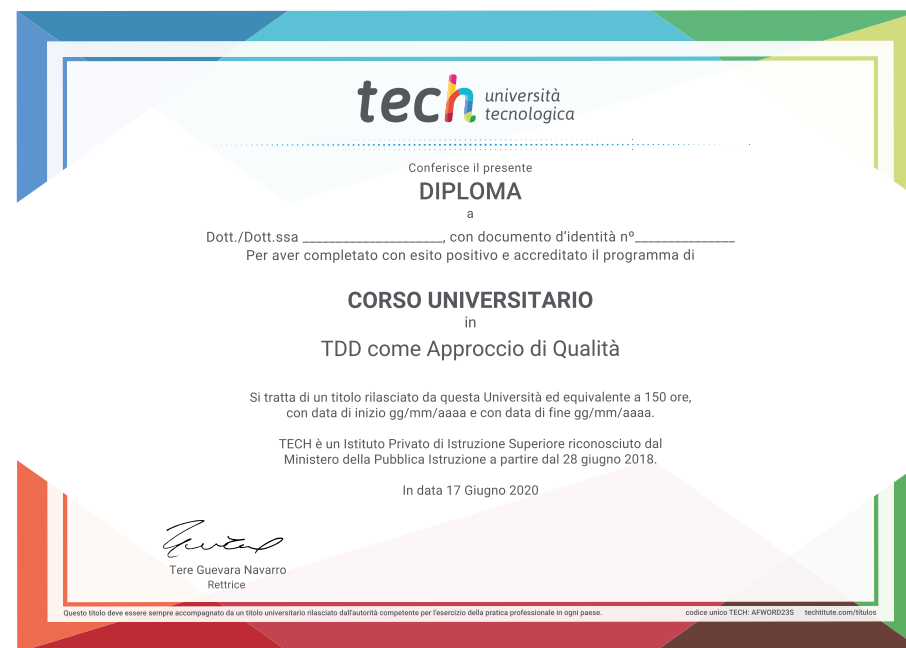 tech università
tecnologica
Conferisce il presente
DIPLOMA
a
Dott./Dott.ssa ______________________, con documento d'identità nº________________
Per aver completato con esito positivo e accreditato il programma di
CORSO UNIVERSITARIO
in
TDD come Approccio di Qualità
Si tratta di un titolo rilasciato da questa Università ed equivalente a 150 ore,
con data di inizio gg/mm/aaaa e con data di fine gg/mm/aaaa.
TECH è un Istituto Privato di Istruzione Superiore riconosciuto dal
Ministero della Pubblica Istruzione a partire dal 28 giugno 2018.
In data 17 Giugno 2020
Tere Guevara Navarro
Rettrice
Questo titolo deve essere sempre accompagnato da un titolo universitario rilasciato dall'autorità competente per l'esercizio della pratica professionale in ogni paese. codice unico TECH: AFWORD23S techtitute.com/títulos